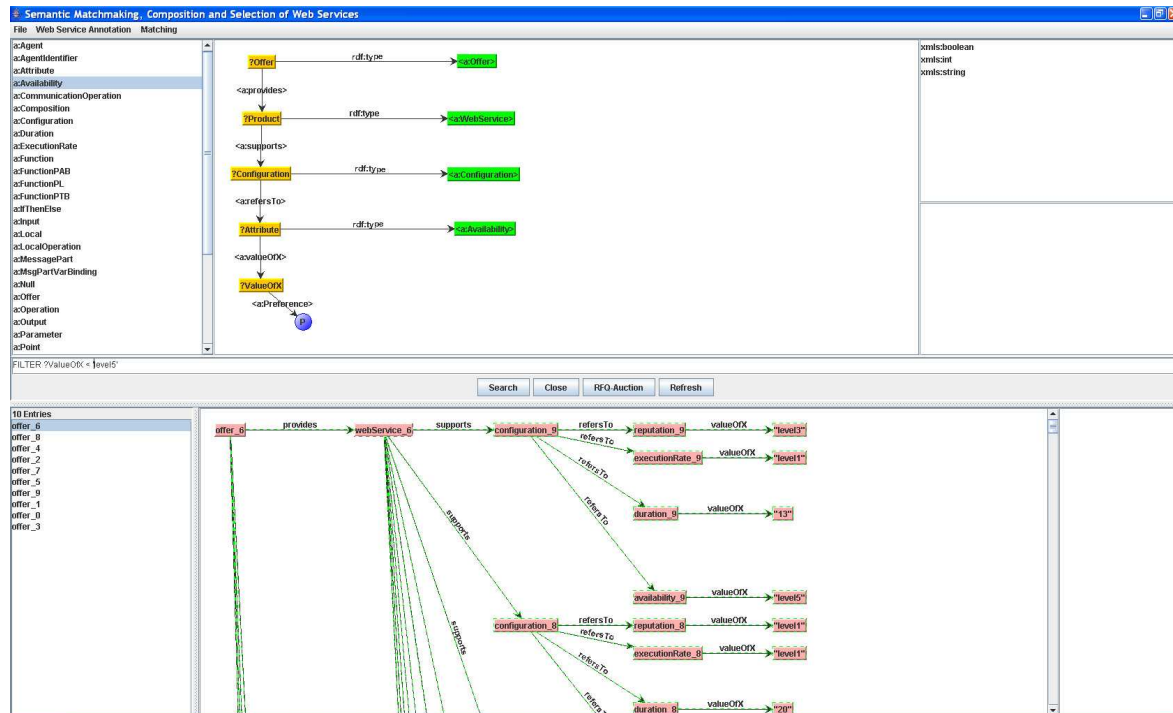 Semantic Matchmaking, Composition and Selection of Web Services
File Web Service Annotation Matching
a:Agent
a:AgentIdentifier
a:Attribute
a:Availability
a:CommunicationOperation
a:Composition
a:Configuration
a:Duration
a:ExecutionRate
a:Function
a:FunctionPAB
a:FunctionPL
a:FunctionPTB
a:IfThenElse
a:Input
a:Local
a:LocalOperation
a:MessagePart
a:MsgPartVarBinding
a:Null
a:Offer
a:Operation
a:Output
a:Parameter
a:Point
?Offer rdf:type <a:Offer>
<a:provides>
?Product rdf:type <a:WebService>
<a:supports>
?Configuration rdf:type <a:Configuration>
<a:refersTo>
?Attribute rdf:type <a:Availability>
<a:valueOfX>
?ValueOfX
<a:Preference>
P
xmls:boolean
xmls:int
xmls:string
FILTER ?ValueOfX < 'level5'
Search Close RFQ-Auction Refresh
10 Entries
offer_6
offer_8
offer_4
offer_2
offer_7
offer_5
offer_9
offer_1
offer_0
offer_3
offer_6 provides webService_6 supports configuration_9 refersTo reputation_9 valueOfX "level3"
refersTo executionRate_9 valueOfX "level1"
refersTo duration_9 valueOfX "13"
refersTo availability_9 valueOfX "level5"
supports configuration_8 refersTo reputation_8 valueOfX "level1"
refersTo executionRate_8 valueOfX "level1"
supports
refersTo duration_8 valueOfX "20"
refersTo